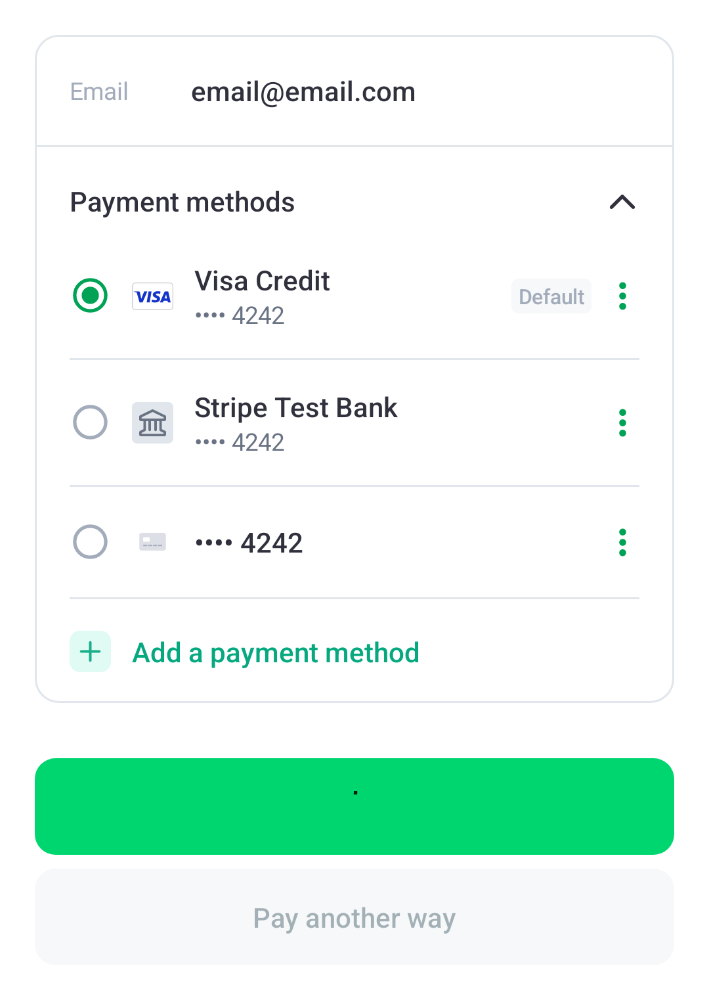 Email email@email.com
Payment methods
VISA Visa Credit Default
•••• 4242
Stripe Test Bank
•••• 4242
•••• 4242
Add a payment method
.
Pay another way